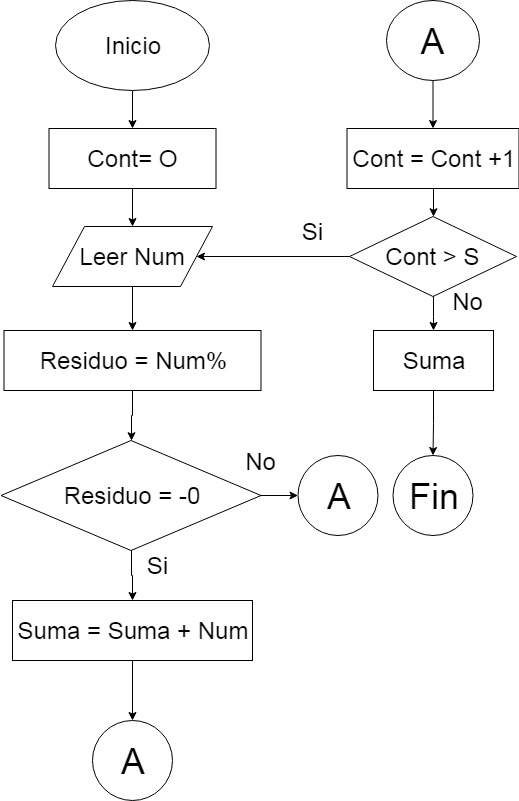 Inicio
Cont= O
Leer Num
Residuo = Num%
Residuo = -0
No
A
Si
Suma = Suma + Num
A
A
Cont = Cont +1
Cont > S
Si
No
Suma
Fin